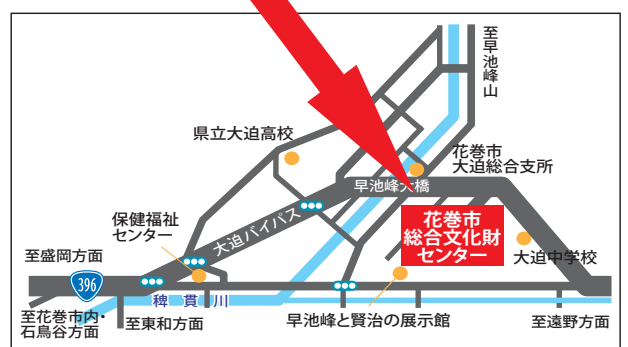 至早池峰山
県立大迫高校
花巻市
大迫総合支所
早池峰大橋
保健福祉
センター
大迫バイパス
花巻市
総合文化財
センター
至盛岡方面
大迫中学校
396
稗貫川
至花巻市内・
石鳥谷方面
至東和方面
早池峰と賢治の展示館
至遠野方面